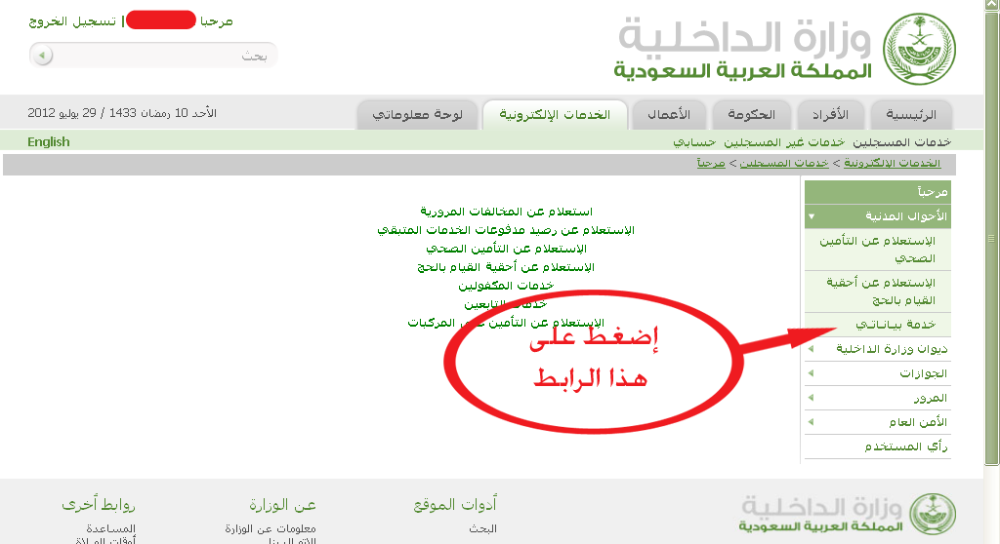 مرحبا | تسجيل الخروج
بحث
وزارة الداخلية
المملكة العربية السعودية
الرئيسية الأفراد الحكومة الأعمال الخدمات الإلكترونية لوحة معلوماتي
الأحد 10 رمضان 1433 / 29 يوليو 2012
خدمات المسجلين خدمات غير المسجلين حسابي
English
الخدمات الإلكترونية > خدمات المسجلين > مرحباً
مرحباً
الأحوال المدنية
الإستعلام عن التأمين
الصحي
الإستعلام عن أحقية
القيام بالحج
خدمة بياناتي
ديوان وزارة الداخلية
الجوازات
المرور
الأمن العام
رأي المستخدم
استعلام عن المخالفات المرورية
الإستعلام عن رصيد مدفوعات الخدمات المتبقي
الإستعلام عن التأمين الصحي
الإستعلام عن أحقية القيام بالحج
خدمات المكفولين
خدمات التابعين
الإستعلام عن التأمين على المركبات
إضغط على
هذا الرابط
وزارة الداخلية
المملكة العربية السعودية
أدوات الموقع
البحث
عن الوزارة
معلومات عن الوزارة
روابط أخرى
المساعدة